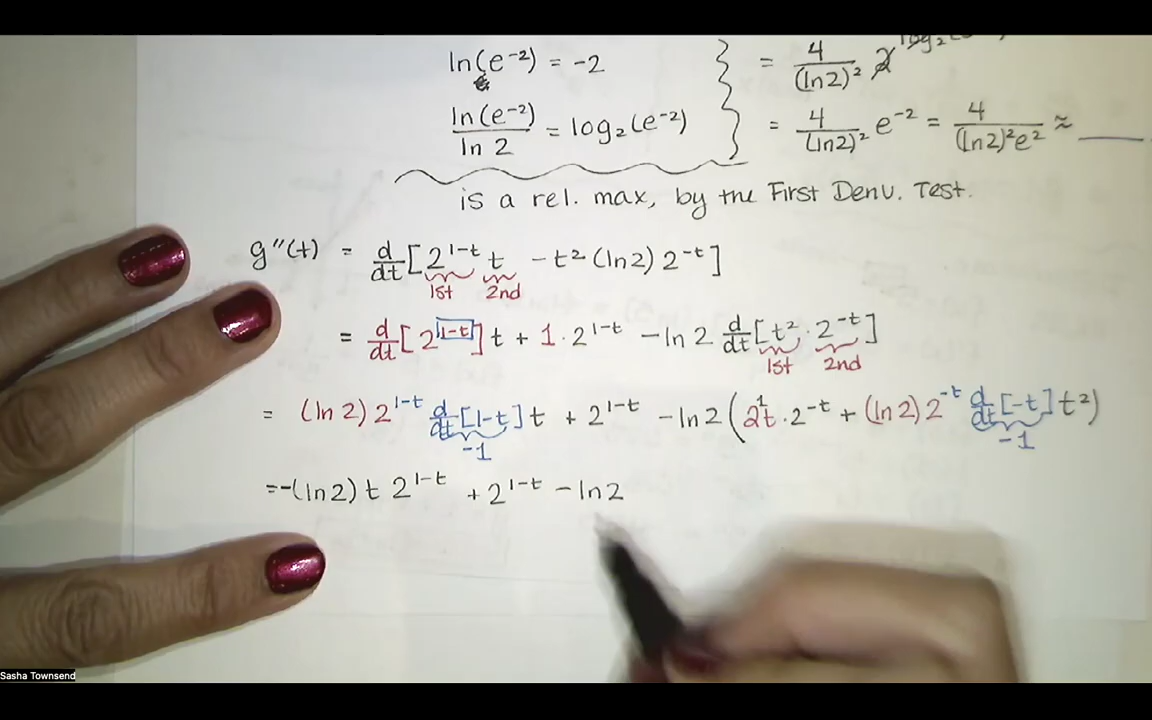 ln(e⁻²) = -2
= 4/(ln2)² 2
ln(e⁻²)/ln 2 = log₂(e⁻²)
= 4/(ln2)² e⁻² = 4/(ln2)²e² ≈ ____
is a rel. max, by the First Deriv. Test.
g"(t) = d/dt[2^(1-t) t - t² (ln2) 2^(-t)]
1st 2nd
= d/dt[2^(1-t)] t + 1 · 2^(1-t) - ln 2 d/dt[t² · 2^(-t)]
1st 2nd
= (ln 2) 2^(1-t) d/dt[1-t] t + 2^(1-t) - ln 2 (2t¹ · 2^(-t) + (ln 2) 2^(-t) d/dt[-t] t²)
-1 -1
= -(ln 2) t 2^(1-t) + 2^(1-t) - ln 2
Sasha Townsend